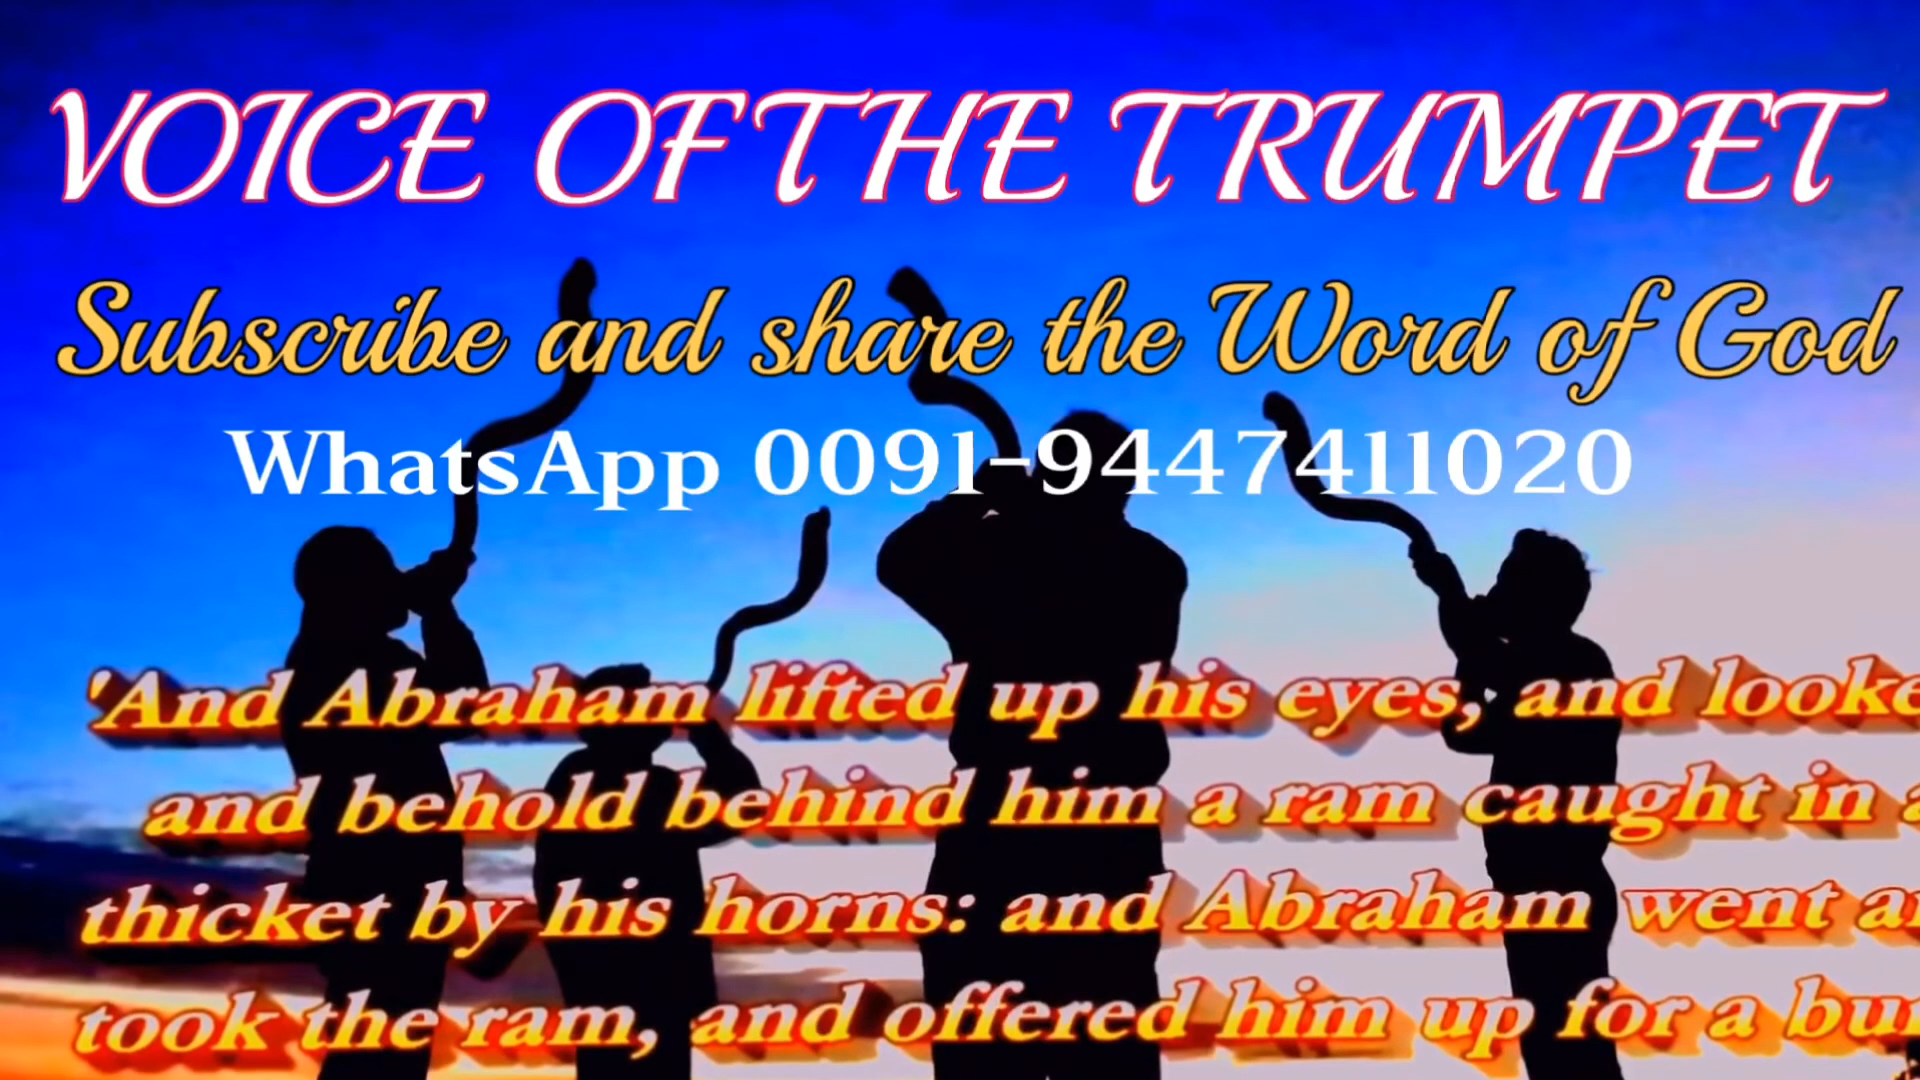 VOICE OF THE TRUMPET
Subscribe and share the Word of God
WhatsApp 0091-9447411020
'And Abraham lifted up his eyes, and looke
and behold behind him a ram caught in a
thicket by his horns: and Abraham went a
took the ram, and offered him up for a bu